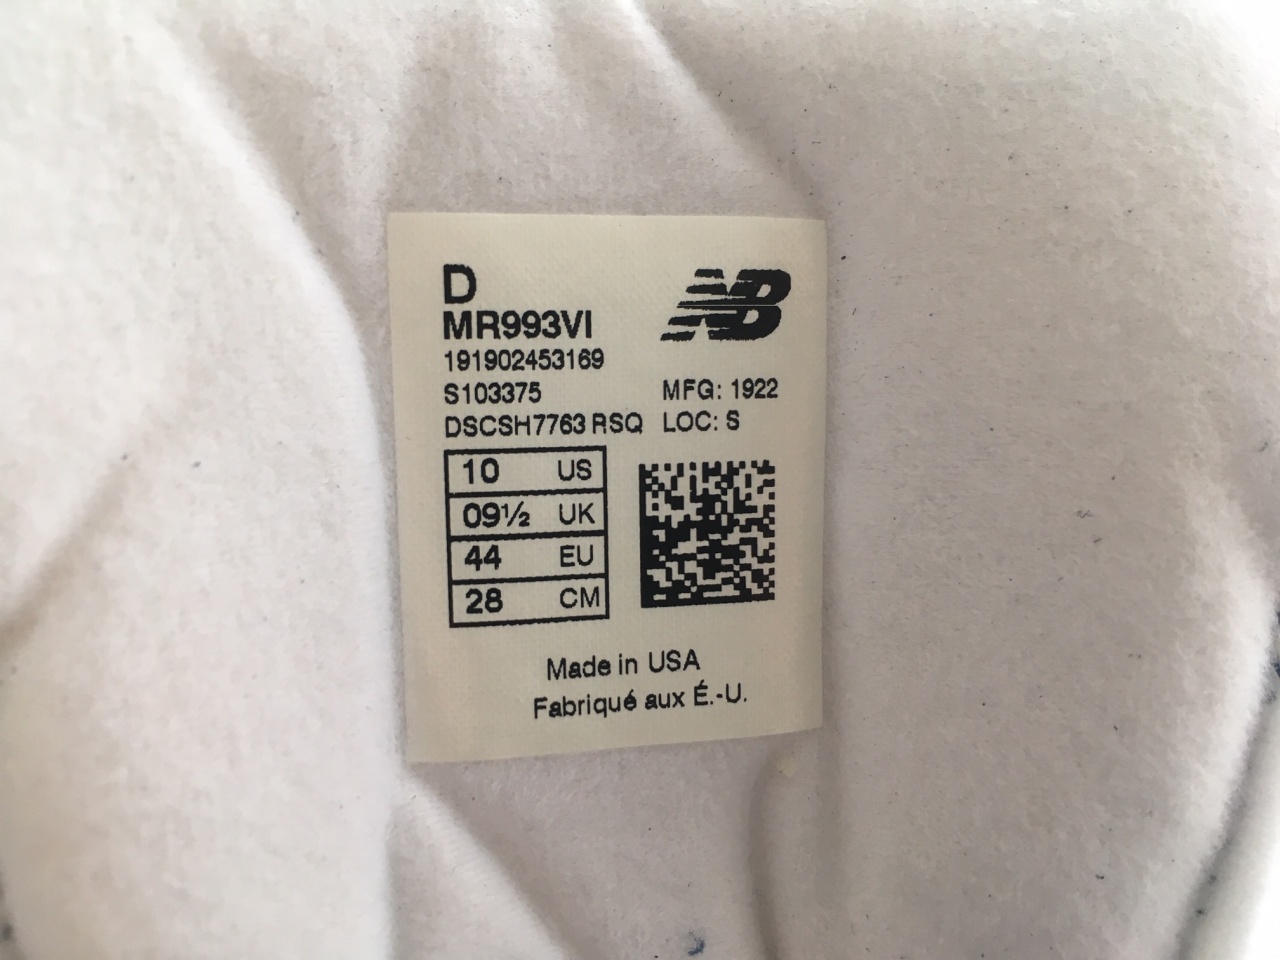 D
NB
MR993VI
191902453169
S103375 MFG: 1922
DSCSH7763 RSQ LOC: S
10 US
09½ UK
44 EU
28 CM
Made in USA
Fabriqué aux É.-U.